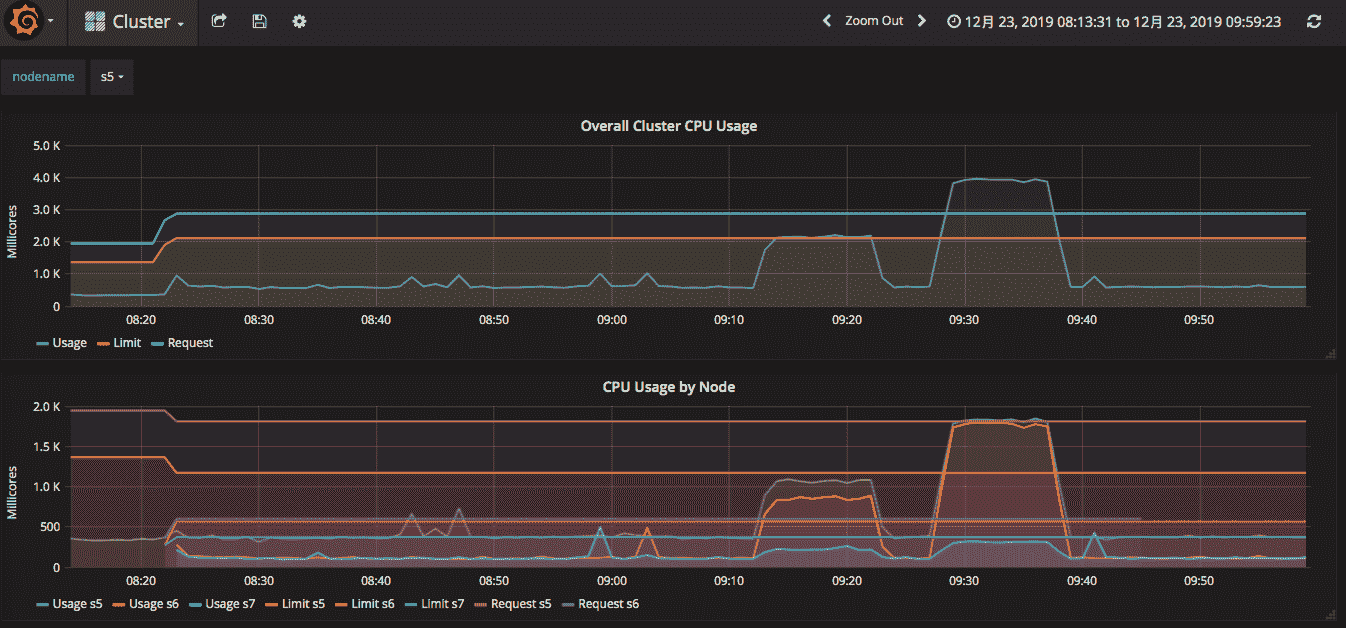 Cluster
Zoom Out
12月 23, 2019 08:13:31 to 12月 23, 2019 09:59:23
nodename s5
Overall Cluster CPU Usage
Millicores
5.0 K
4.0 K
3.0 K
2.0 K
1.0 K
0
08:20 08:30 08:40 08:50 09:00 09:10 09:20 09:30 09:40 09:50
Usage Limit Request
CPU Usage by Node
Millicores
2.0 K
1.5 K
1.0 K
500
0
08:20 08:30 08:40 08:50 09:00 09:10 09:20 09:30 09:40 09:50
Usage s5 Usage s6 Usage s7 Limit s5 Limit s6 Limit s7 Request s5 Request s6